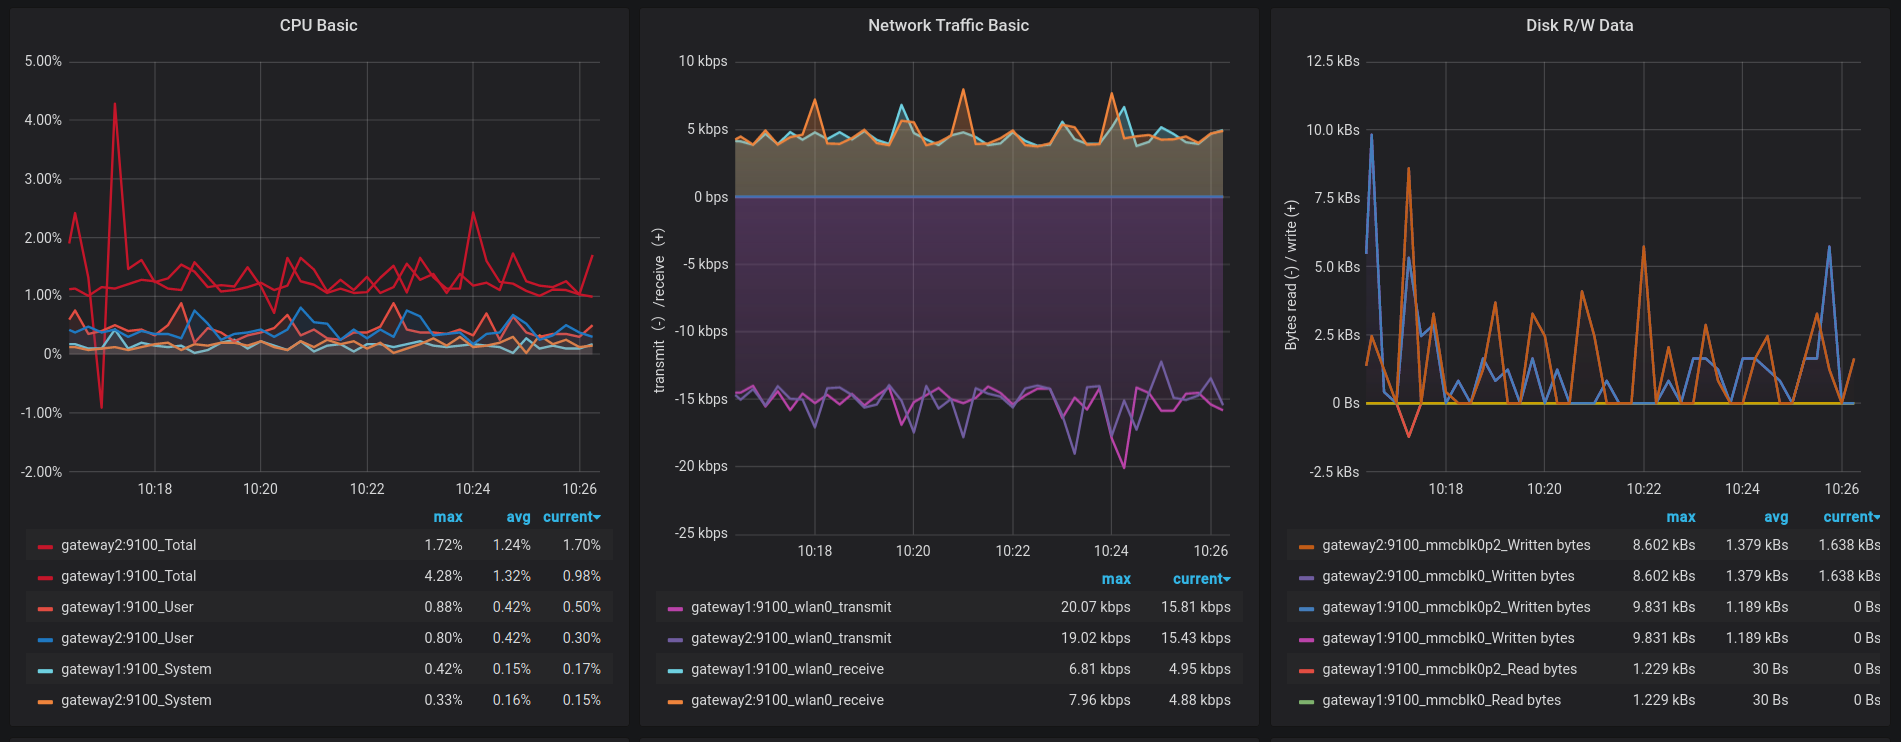 CPU Basic
5.00%
4.00%
3.00%
2.00%
1.00%
0%
-1.00%
-2.00%
10:18 10:20 10:22 10:24 10:26
max avg current
gateway2:9100_Total 1.72% 1.24% 1.70%
gateway1:9100_Total 4.28% 1.32% 0.98%
gateway1:9100_User 0.88% 0.42% 0.50%
gateway2:9100_User 0.80% 0.42% 0.30%
gateway1:9100_System 0.42% 0.15% 0.17%
gateway2:9100_System 0.33% 0.16% 0.15%
Network Traffic Basic
transmit (-) /receive (+)
10 kbps
5 kbps
0 bps
-5 kbps
-10 kbps
-15 kbps
-20 kbps
-25 kbps
10:18 10:20 10:22 10:24 10:26
max current
gateway1:9100_wlan0_transmit 20.07 kbps 15.81 kbps
gateway2:9100_wlan0_transmit 19.02 kbps 15.43 kbps
gateway1:9100_wlan0_receive 6.81 kbps 4.95 kbps
gateway2:9100_wlan0_receive 7.96 kbps 4.88 kbps
Disk R/W Data
Bytes read (-) / write (+)
12.5 kBs
10.0 kBs
7.5 kBs
5.0 kBs
2.5 kBs
0 Bs
-2.5 kBs
10:18 10:20 10:22 10:24 10:26
max avg current
gateway2:9100_mmcblk0p2_Written bytes 8.602 kBs 1.379 kBs 1.638 kBs
gateway2:9100_mmcblk0_Written bytes 8.602 kBs 1.379 kBs 1.638 kBs
gateway1:9100_mmcblk0p2_Written bytes 9.831 kBs 1.189 kBs 0 Bs
gateway1:9100_mmcblk0_Written bytes 9.831 kBs 1.189 kBs 0 Bs
gateway1:9100_mmcblk0p2_Read bytes 1.229 kBs 30 Bs 0 Bs
gateway1:9100_mmcblk0_Read bytes 1.229 kBs 30 Bs 0 Bs